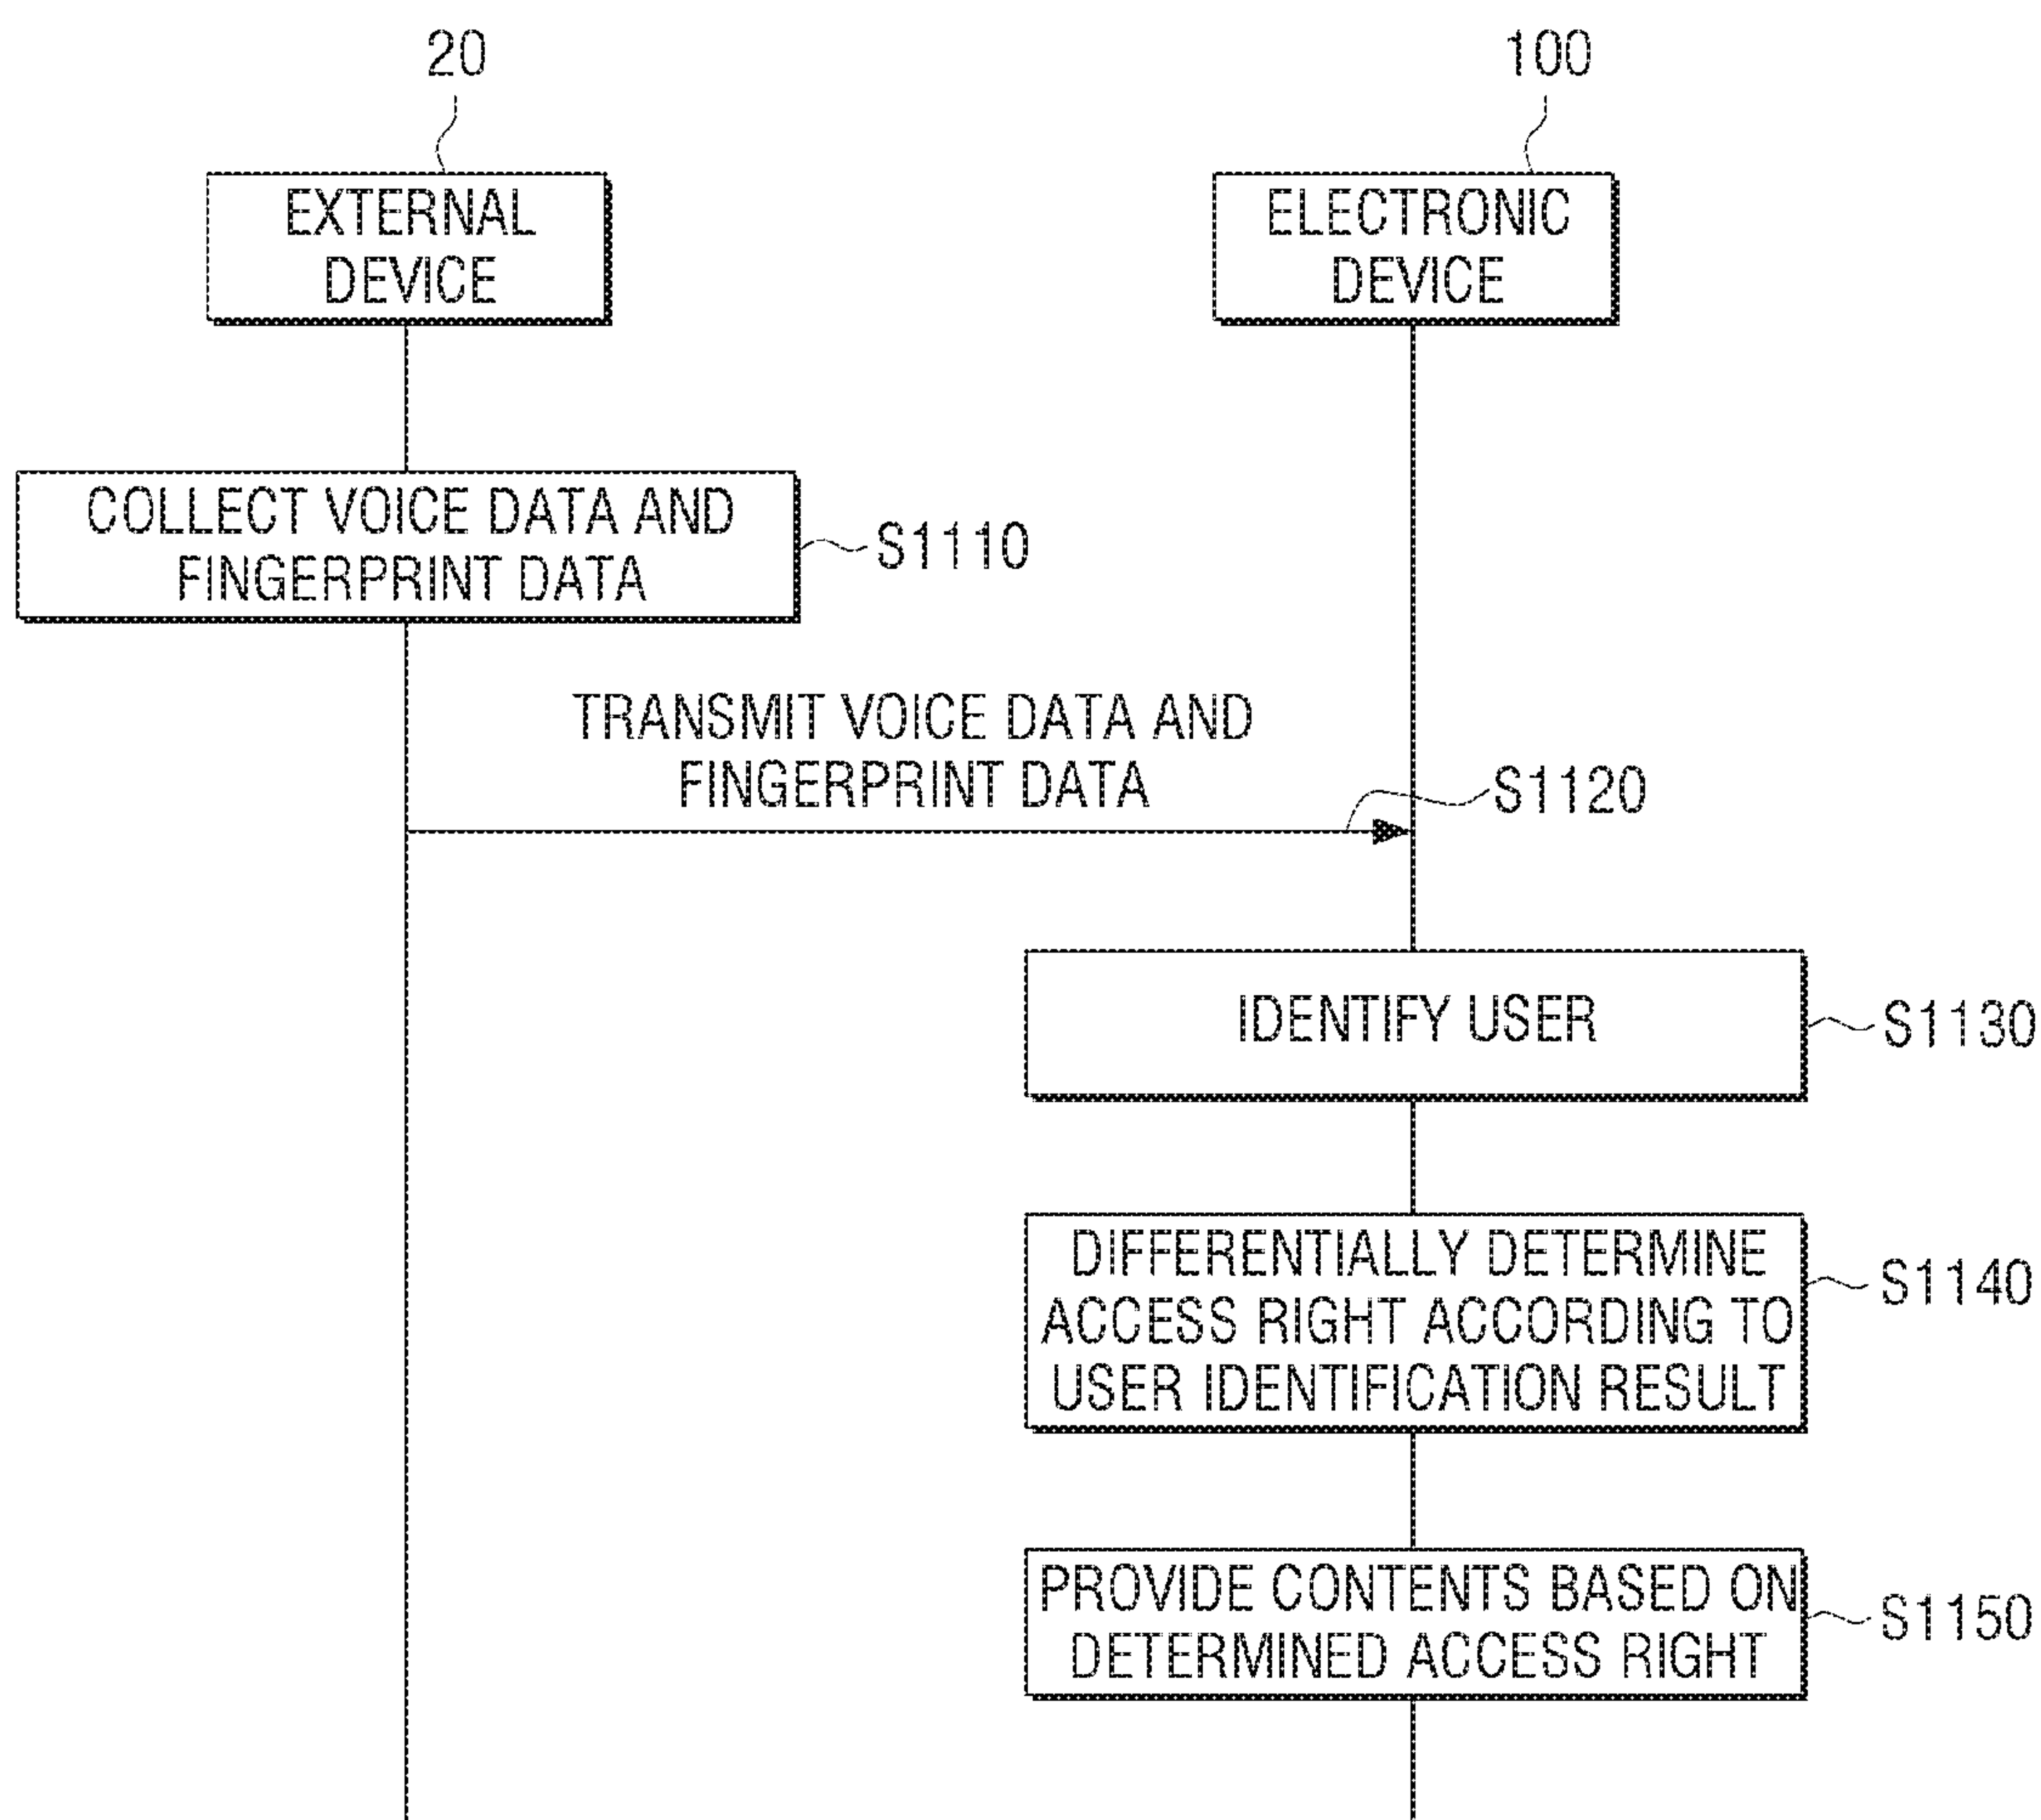 20
100
EXTERNAL
DEVICE
ELECTRONIC
DEVICE
COLLECT VOICE DATA AND
FINGERPRINT DATA
S1110
TRANSMIT VOICE DATA AND
FINGERPRINT DATA
S1120
IDENTIFY USER
S1130
DIFFERENTIALLY DETERMINE
ACCESS RIGHT ACCORDING TO
USER IDENTIFICATION RESULT
S1140
PROVIDE CONTENTS BASED ON
DETERMINED ACCESS RIGHT
S1150